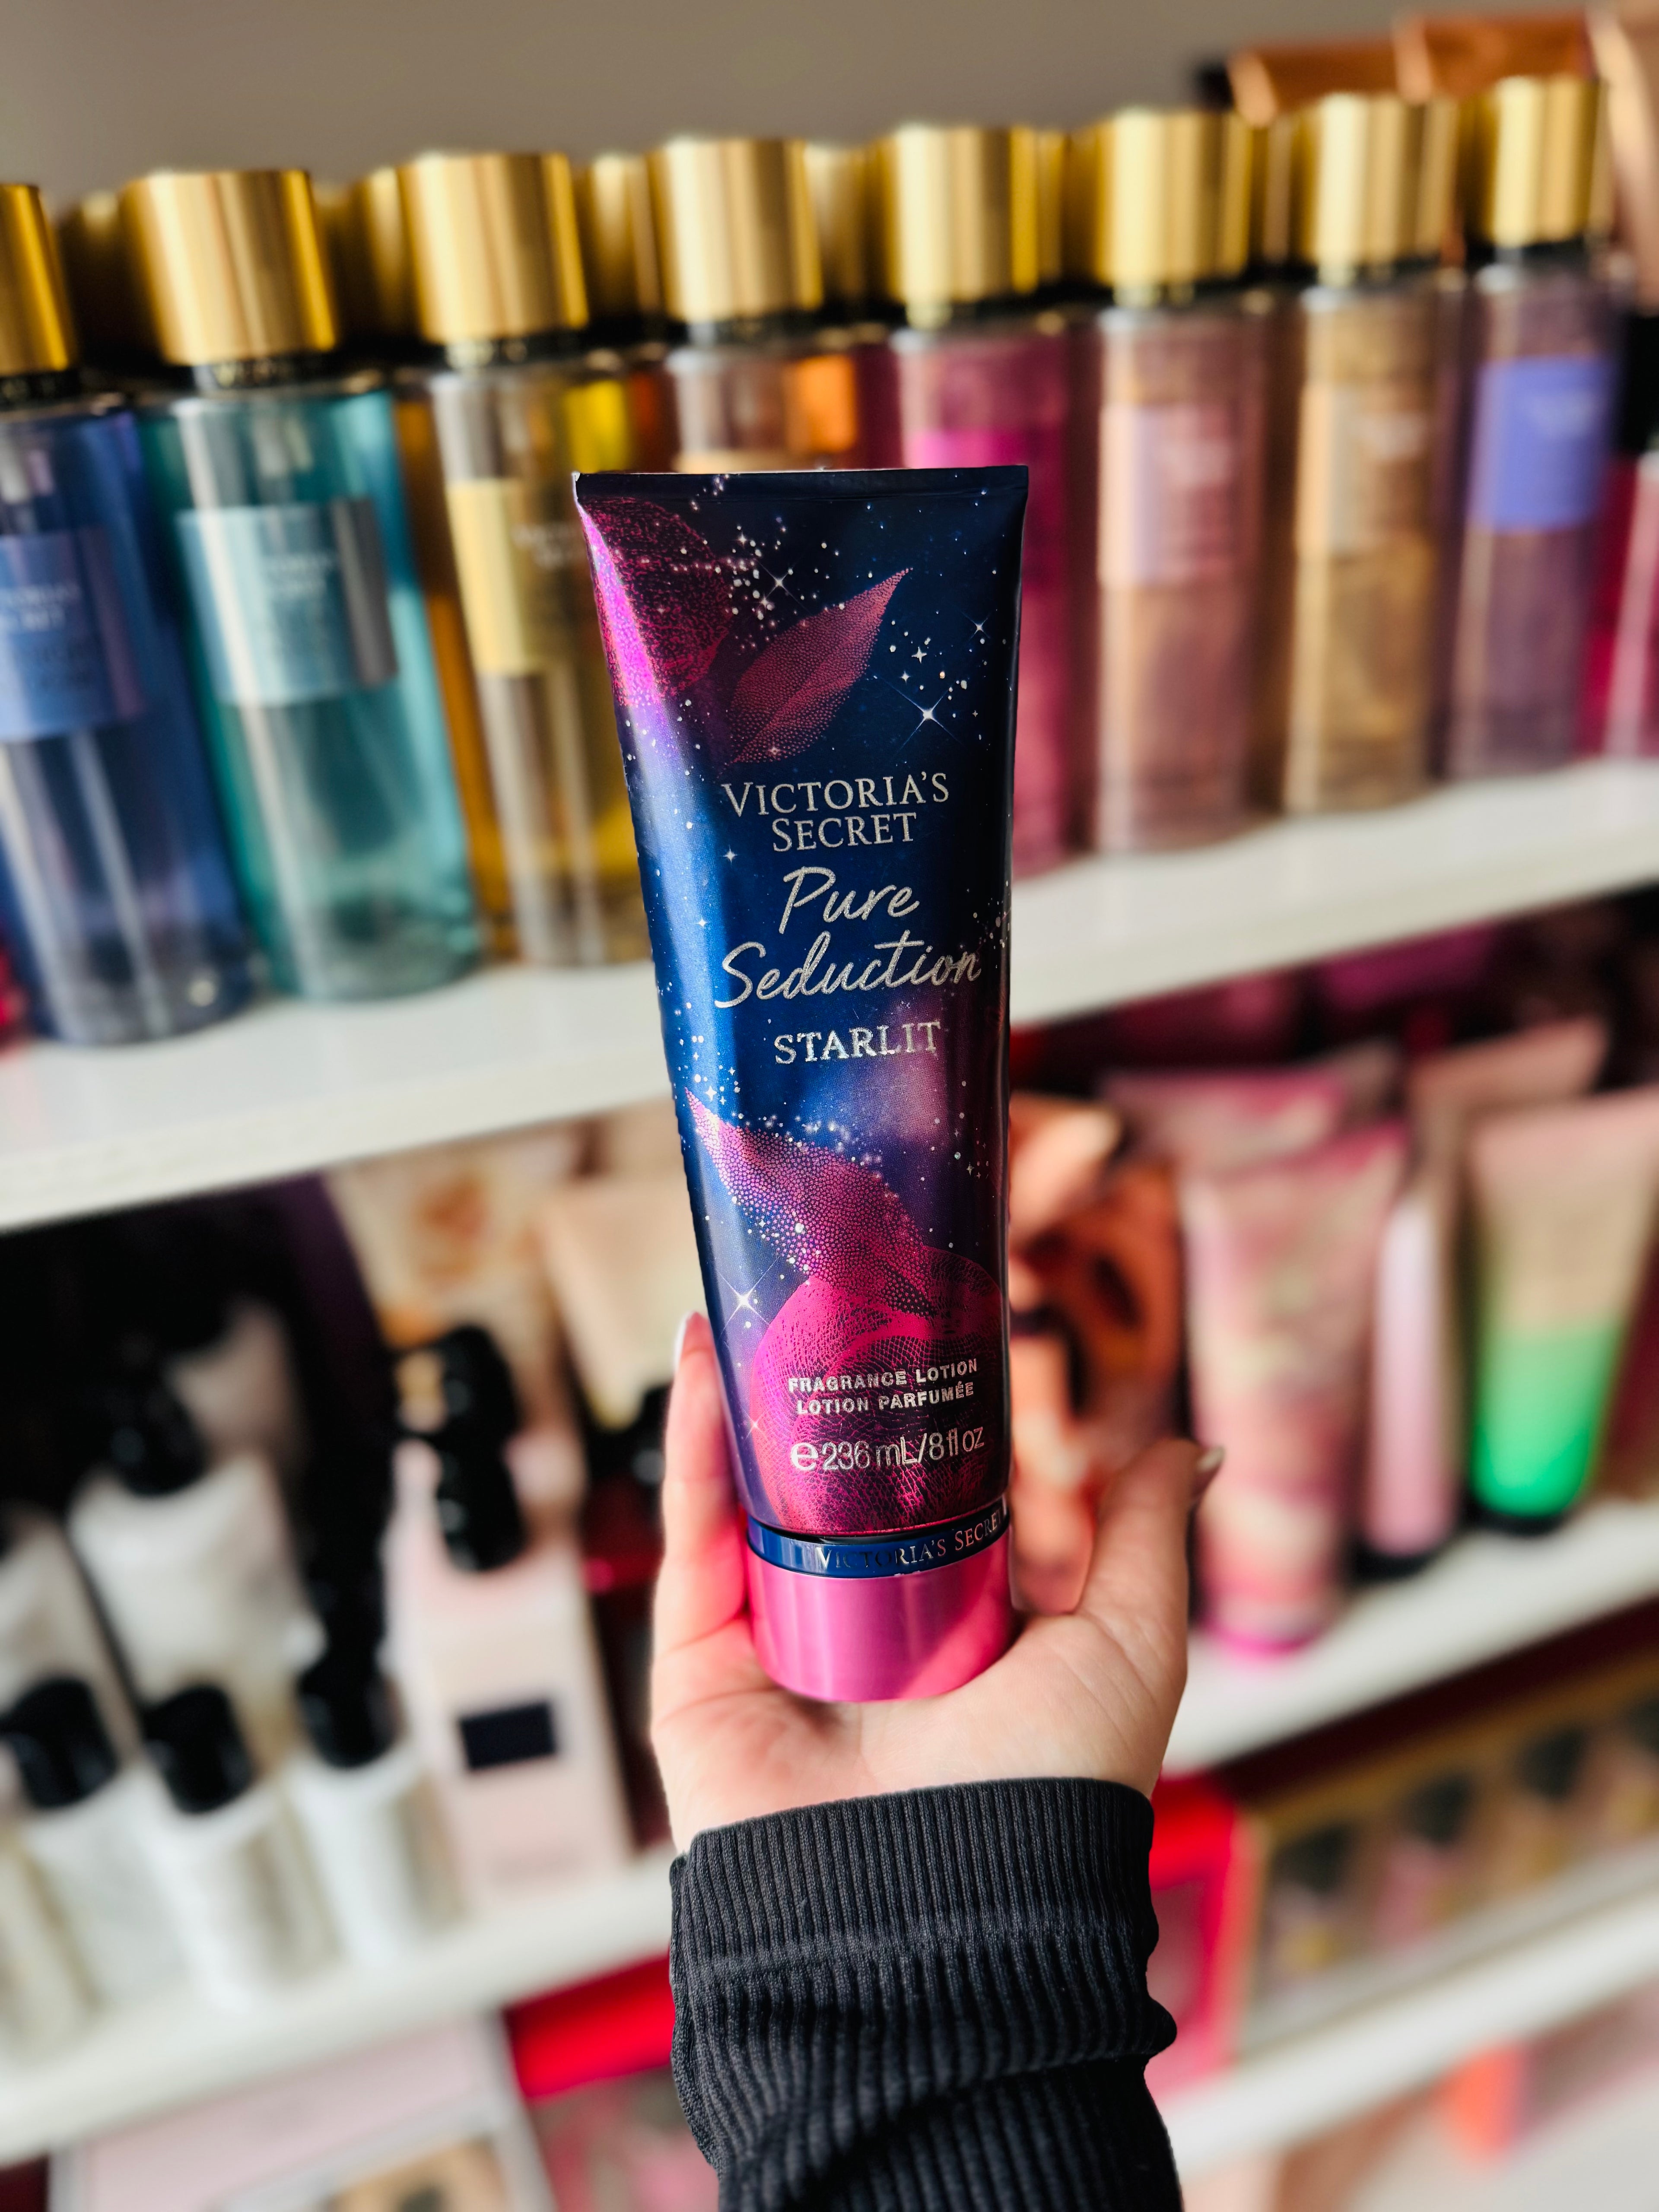 VICTORIA'S
SECRET
Pure
Seduction
STARLIT
FRAGRANCE LOTION
LOTION PARFUMÉE
℮236 mL/8 fl oz
VICTORIA'S SECRET